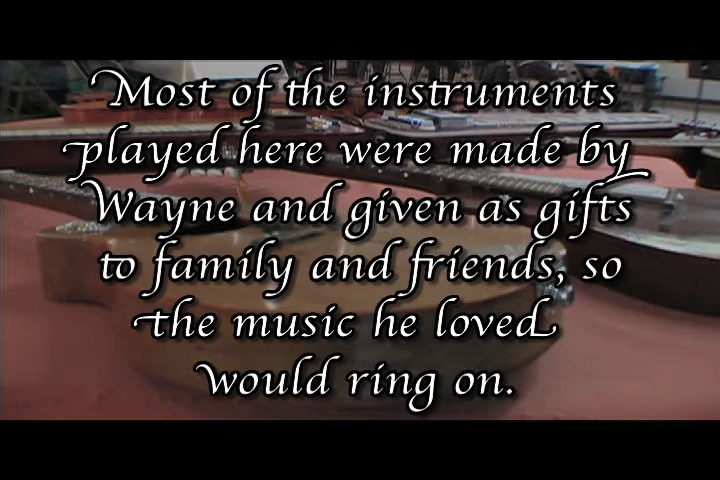 Most of the instruments
played here were made by
Wayne and given as gifts
to family and friends, so
the music he loved
would ring on.